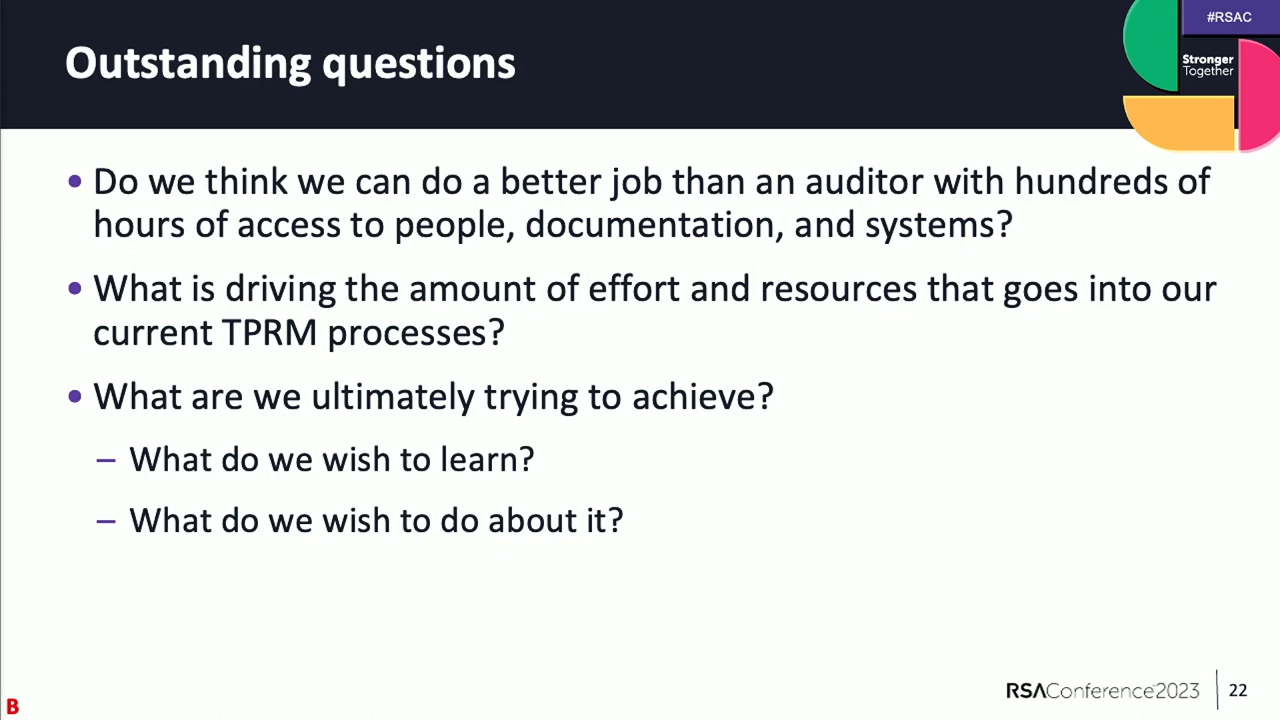 #RSAC
Stronger
Together
Outstanding questions
• Do we think we can do a better job than an auditor with hundreds of
hours of access to people, documentation, and systems?
• What is driving the amount of effort and resources that goes into our
current TPRM processes?
• What are we ultimately trying to achieve?
– What do we wish to learn?
– What do we wish to do about it?
RSAConference2023
22
B